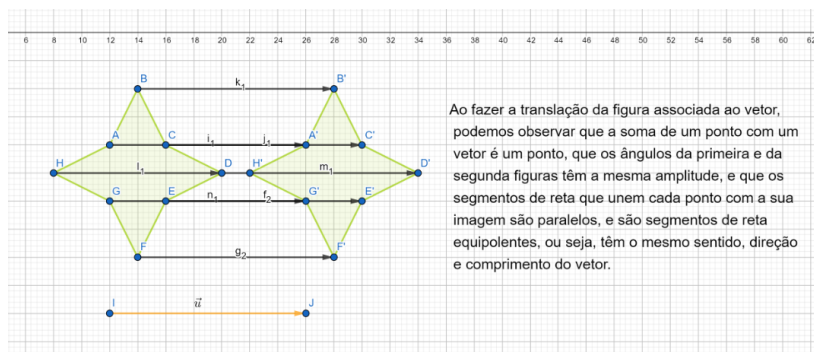 6 8 10 12 14 16 18 20 22 24 26 28 30 32 34 36 38 40 42 44 46 48 50 52 54 56 58 60 62
B k₁ B'
A C i₁ j₁ A' C'
H l₁ D H' m₁ D'
G E n₁ f₂ G' E'
F g₂ F'
I u⃗ J
Ao fazer a translação da figura associada ao vetor,
podemos observar que a soma de um ponto com um
vetor é um ponto, que os ângulos da primeira e da
segunda figuras têm a mesma amplitude, e que os
segmentos de reta que unem cada ponto com a sua
imagem são paralelos, e são segmentos de reta
equipolentes, ou seja, têm o mesmo sentido, direção
e comprimento do vetor.